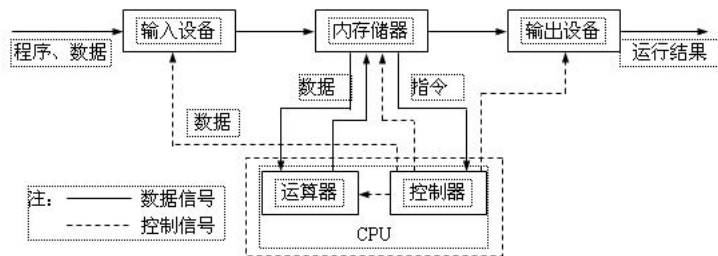 输入设备
内存储器
输出设备
程序、数据
运行结果
数据
指令
数据
运算器
控制器
注：
数据信号
控制信号
CPU